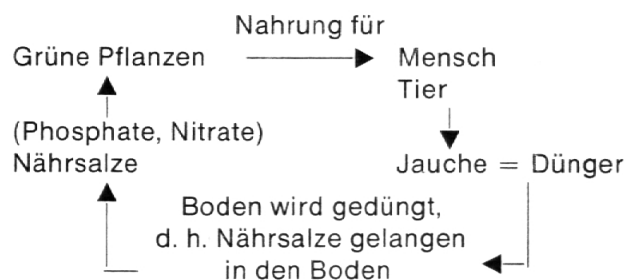 Nahrung für
Grüne Pflanzen
Mensch
Tier
(Phosphate, Nitrate)
Nährsalze
Jauche = Dünger
Boden wird gedüngt,
d. h. Nährsalze gelangen
in den Boden